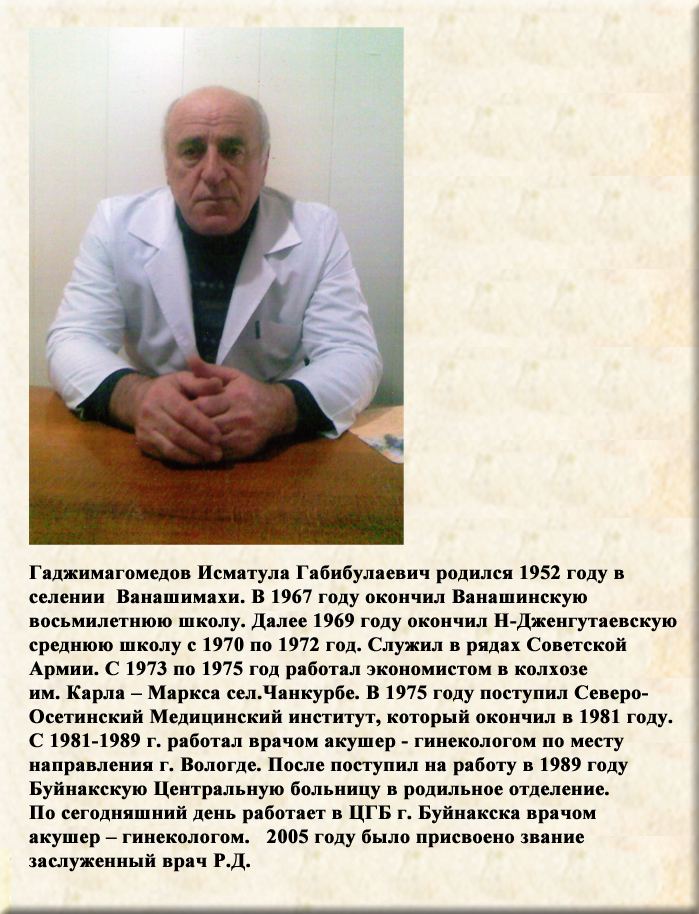 Гаджимагомедов Исматула Габибулаевич родился 1952 году в
селении Ванашимахи. В 1967 году окончил Ванашинскую
восьмилетнюю школу. Далее 1969 году окончил Н-Дженгутаевскую
среднюю школу с 1970 по 1972 год. Служил в рядах Советской
Армии. С 1973 по 1975 год работал экономистом в колхозе
им. Карла – Маркса сел.Чанкурбе. В 1975 году поступил Северо-
Осетинский Медицинский институт, который окончил в 1981 году.
С 1981-1989 г. работал врачом акушер - гинекологом по месту
направления г. Вологде. После поступил на работу в 1989 году
Буйнакскую Центральную больницу в родильное отделение.
По сегодняшний день работает в ЦГБ г. Буйнакска врачом
акушер – гинекологом. 2005 году было присвоено звание
заслуженный врач Р.Д.